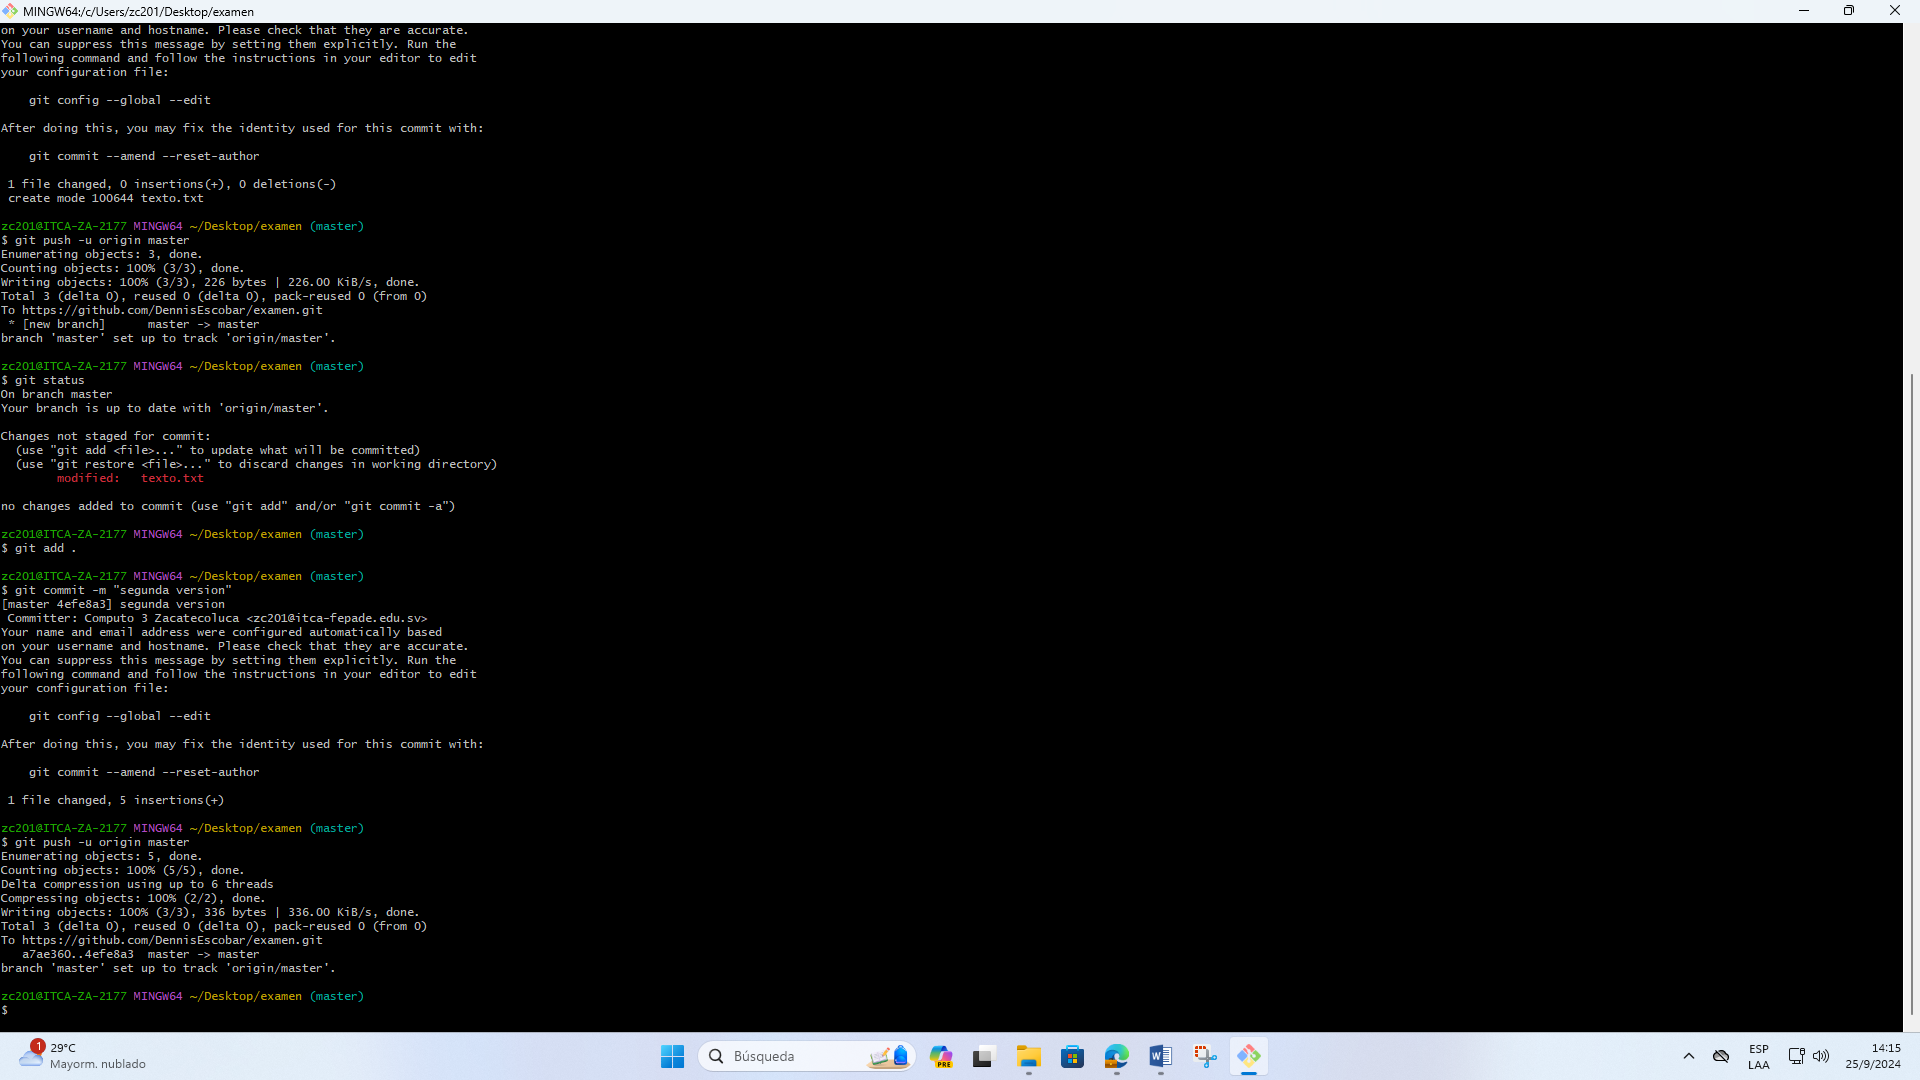 MINGW64:/c/Users/zc201/Desktop/examen
on your username and hostname. Please check that they are accurate.
You can suppress this message by setting them explicitly. Run the
following command and follow the instructions in your editor to edit
your configuration file:
git config --global --edit
After doing this, you may fix the identity used for this commit with:
git commit --amend --reset-author
1 file changed, 0 insertions(+), 0 deletions(-)
create mode 100644 texto.txt
zc201@ITCA-ZA-2177 MINGW64 ~/Desktop/examen (master)
$ git push -u origin master
Enumerating objects: 3, done.
Counting objects: 100% (3/3), done.
Writing objects: 100% (3/3), 226 bytes | 226.00 KiB/s, done.
Total 3 (delta 0), reused 0 (delta 0), pack-reused 0 (from 0)
To https://github.com/DennisEscobar/examen.git
* [new branch]      master -> master
branch 'master' set up to track 'origin/master'.
zc201@ITCA-ZA-2177 MINGW64 ~/Desktop/examen (master)
$ git status
On branch master
Your branch is up to date with 'origin/master'.
Changes not staged for commit:
(use "git add <file>..." to update what will be committed)
(use "git restore <file>..." to discard changes in working directory)
modified:   texto.txt
no changes added to commit (use "git add" and/or "git commit -a")
zc201@ITCA-ZA-2177 MINGW64 ~/Desktop/examen (master)
$ git add .
zc201@ITCA-ZA-2177 MINGW64 ~/Desktop/examen (master)
$ git commit -m "segunda version"
[master 4efe8a3] segunda version
Committer: Computo 3 Zacatecoluca <zc201@itca-fepade.edu.sv>
Your name and email address were configured automatically based
on your username and hostname. Please check that they are accurate.
You can suppress this message by setting them explicitly. Run the
following command and follow the instructions in your editor to edit
your configuration file:
git config --global --edit
After doing this, you may fix the identity used for this commit with:
git commit --amend --reset-author
1 file changed, 5 insertions(+)
zc201@ITCA-ZA-2177 MINGW64 ~/Desktop/examen (master)
$ git push -u origin master
Enumerating objects: 5, done.
Counting objects: 100% (5/5), done.
Delta compression using up to 6 threads
Compressing objects: 100% (2/2), done.
Writing objects: 100% (3/3), 336 bytes | 336.00 KiB/s, done.
Total 3 (delta 0), reused 0 (delta 0), pack-reused 0 (from 0)
To https://github.com/DennisEscobar/examen.git
a7ae360..4efe8a3  master -> master
branch 'master' set up to track 'origin/master'.
zc201@ITCA-ZA-2177 MINGW64 ~/Desktop/examen (master)
$
1
29°C
Mayorm. nublado
Búsqueda
PRE
ESP
LAA
14:15
25/9/2024